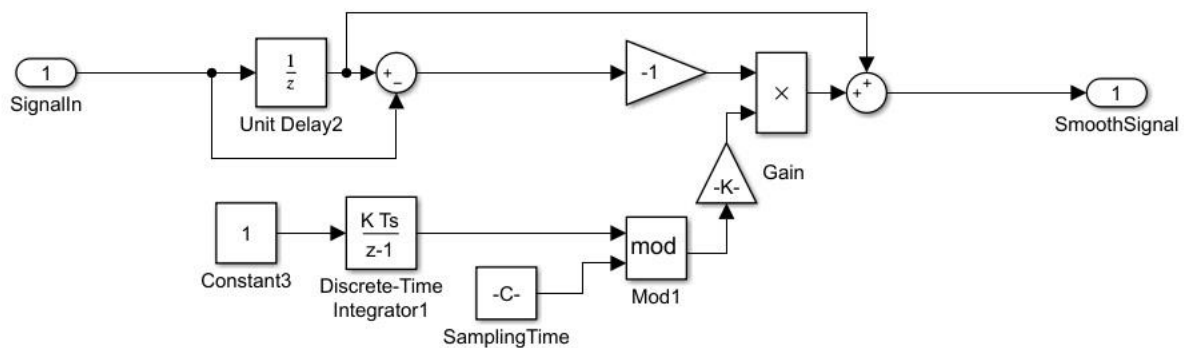 1
SignalIn
1
z
Unit Delay2
+
−
-1
×
Gain
+
+
1
SmoothSignal
-K-
1
Constant3
K Ts
z-1
Discrete-Time
Integrator1
-C-
SamplingTime
mod
Mod1